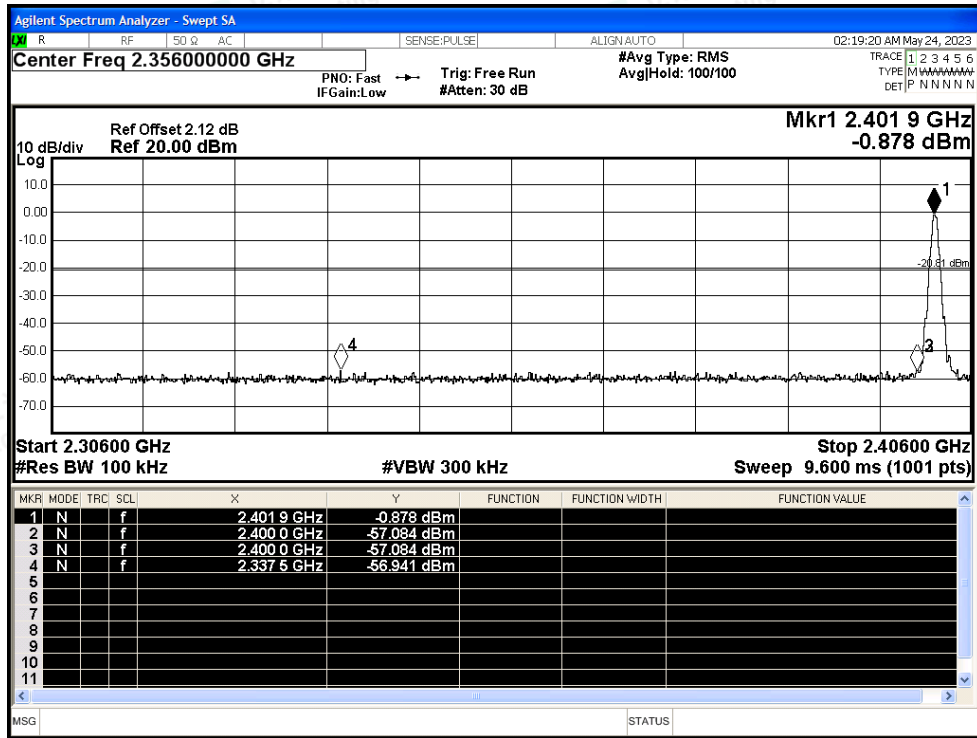 Agilent Spectrum Analyzer - Swept SA
LXI R RF 50 Ω AC SENSE:PULSE ALIGN AUTO 02:19:20 AM May 24, 2023
Center Freq 2.356000000 GHz
PNO: Fast
IFGain:Low
Trig: Free Run
#Atten: 30 dB
#Avg Type: RMS
Avg|Hold: 100/100
TRACE 1 2 3 4 5 6
TYPE M
DET P N N N N N
Mkr1 2.401 9 GHz
-0.878 dBm
Ref Offset 2.12 dB
10 dB/div Ref 20.00 dBm
Log
10.0
1
0.00
-10.0
-20.0
-20.81 dBm
-30.0
-40.0
-50.0
4
-60.0
-70.0
Start 2.30600 GHz Stop 2.40600 GHz
#Res BW 100 kHz #VBW 300 kHz Sweep 9.600 ms (1001 pts)
MKR MODE TRC SCL X Y FUNCTION FUNCTION WIDTH FUNCTION VALUE
1 N f 2.401 9 GHz -0.878 dBm
2 N f 2.400 0 GHz -57.084 dBm
3 N f 2.400 0 GHz -57.084 dBm
4 N f 2.337 5 GHz -56.941 dBm
5
6
7
8
9
10
11
MSG STATUS